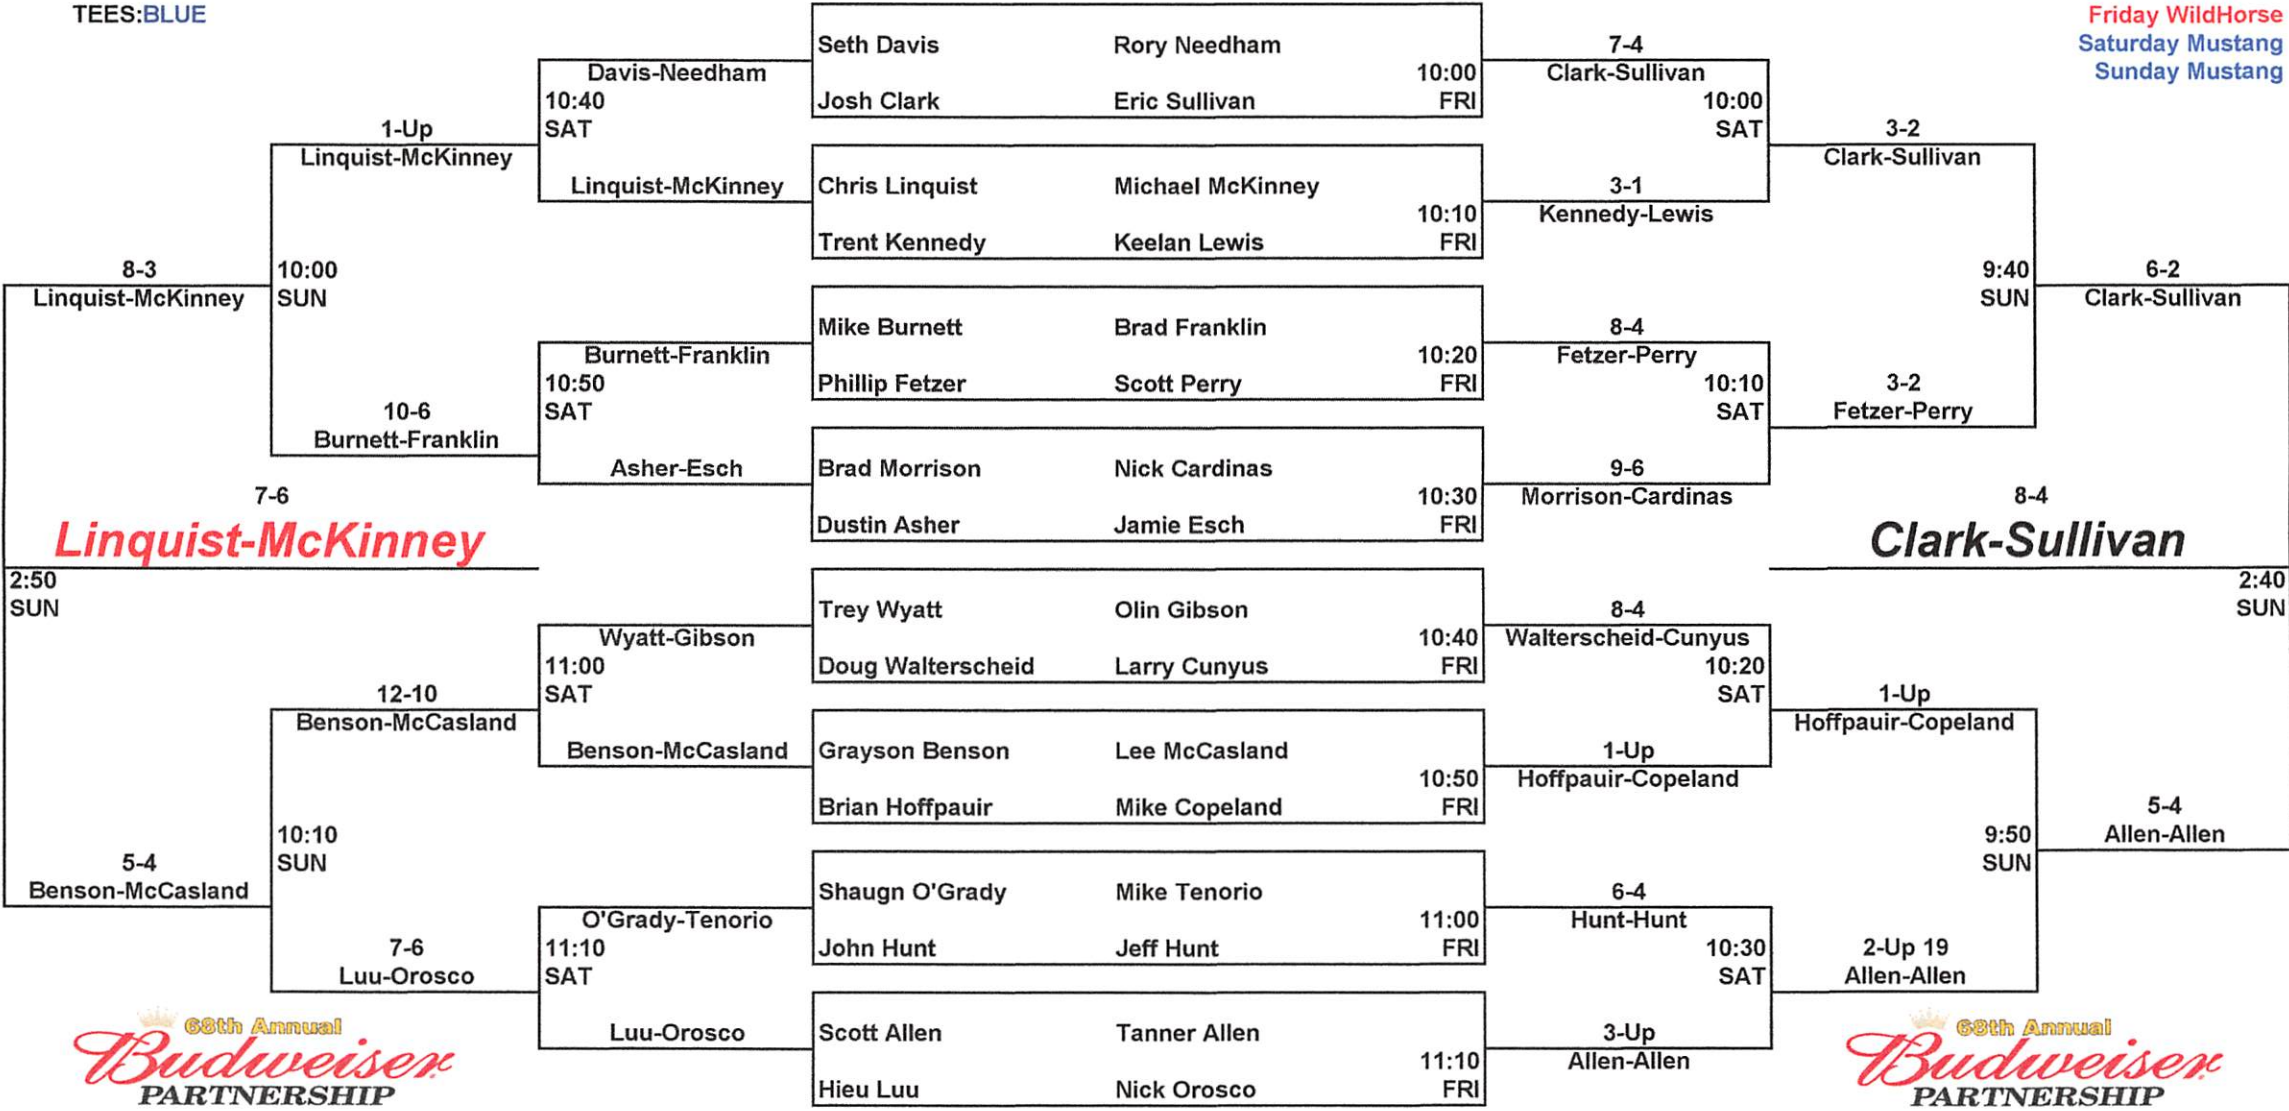 TEES:BLUE
Friday WildHorse
Saturday Mustang
Sunday Mustang
Seth Davis Rory Needham
10:00
Josh Clark Eric Sullivan FRI
Chris Linquist Michael McKinney
10:10
Trent Kennedy Keelan Lewis FRI
Mike Burnett Brad Franklin
10:20
Phillip Fetzer Scott Perry FRI
Brad Morrison Nick Cardinas
10:30
Dustin Asher Jamie Esch FRI
Trey Wyatt Olin Gibson
10:40
Doug Walterscheid Larry Cunyus FRI
Grayson Benson Lee McCasland
10:50
Brian Hoffpauir Mike Copeland FRI
Shaugn O'Grady Mike Tenorio
11:00
John Hunt Jeff Hunt FRI
Scott Allen Tanner Allen
11:10
Hieu Luu Nick Orosco FRI
Davis-Needham
10:40
SAT
Linquist-McKinney
Burnett-Franklin
10:50
SAT
Asher-Esch
Wyatt-Gibson
11:00
SAT
Benson-McCasland
O'Grady-Tenorio
11:10
SAT
Luu-Orosco
1-Up
Linquist-McKinney
10:00
SUN
10-6
Burnett-Franklin
12-10
Benson-McCasland
10:10
SUN
7-6
Luu-Orosco
8-3
Linquist-McKinney
7-6
Linquist-McKinney
2:50
SUN
5-4
Benson-McCasland
7-4
Clark-Sullivan
10:00
SAT
3-1
Kennedy-Lewis
8-4
Fetzer-Perry
10:10
SAT
9-6
Morrison-Cardinas
8-4
Walterscheid-Cunyus
10:20
SAT
1-Up
Hoffpauir-Copeland
6-4
Hunt-Hunt
10:30
SAT
3-Up
Allen-Allen
3-2
Clark-Sullivan
9:40
SUN
3-2
Fetzer-Perry
1-Up
Hoffpauir-Copeland
9:50
SUN
2-Up 19
Allen-Allen
6-2
Clark-Sullivan
8-4
Clark-Sullivan
2:40
SUN
5-4
Allen-Allen
68th Annual
Budweiser
PARTNERSHIP
68th Annual
Budweiser
PARTNERSHIP